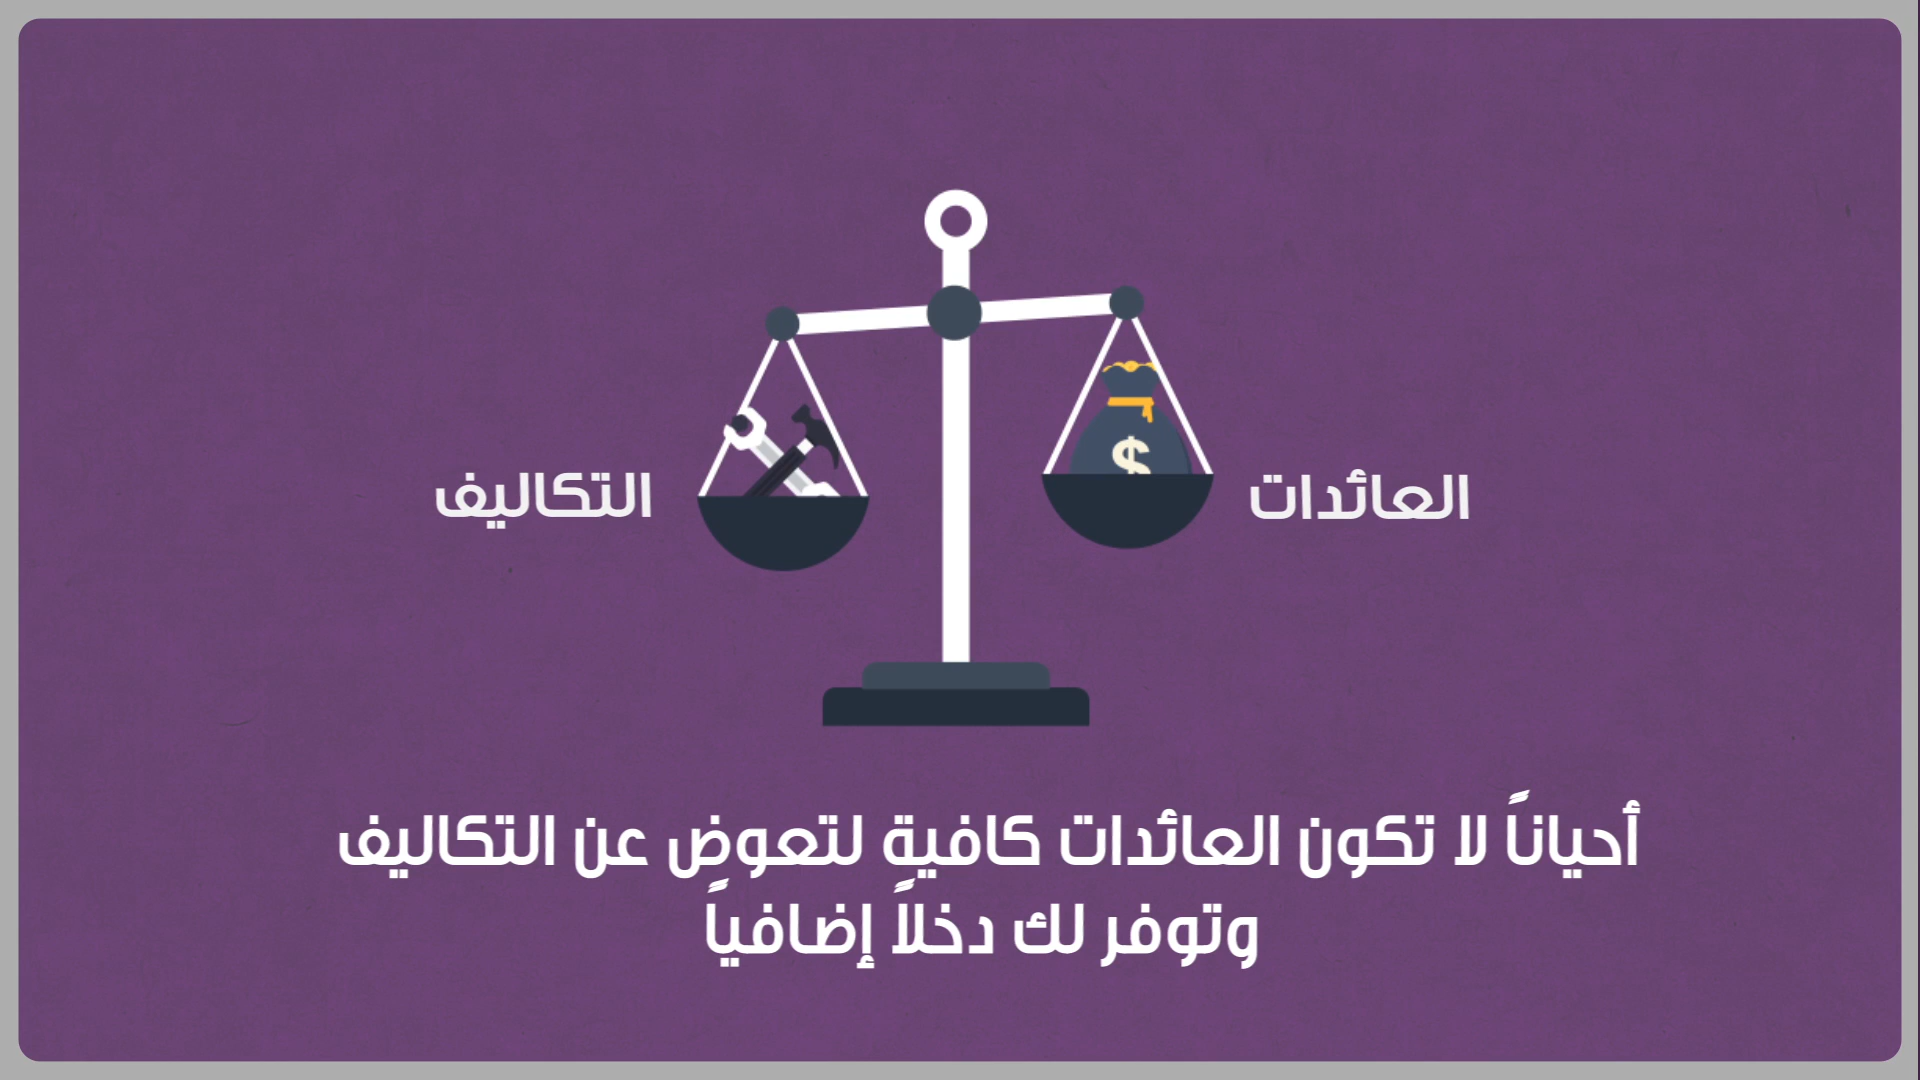 العائدات
التكاليف
$
أحياناً لا تكون العائدات كافية لتعوض عن التكاليف
وتوفر لك دخلاً إضافياً